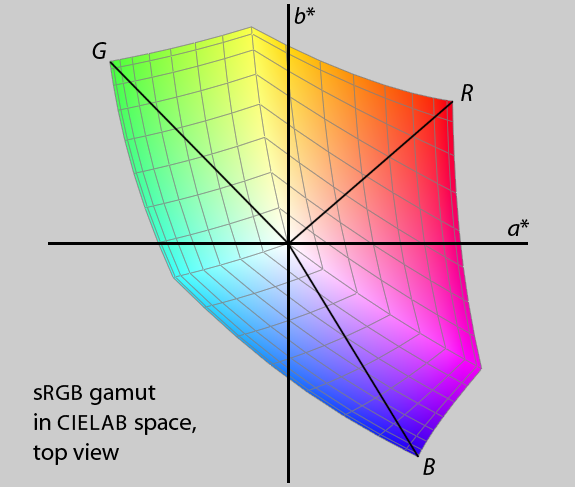 b*
G
R
a*
sRGB gamut
in CIELAB space,
top view
B